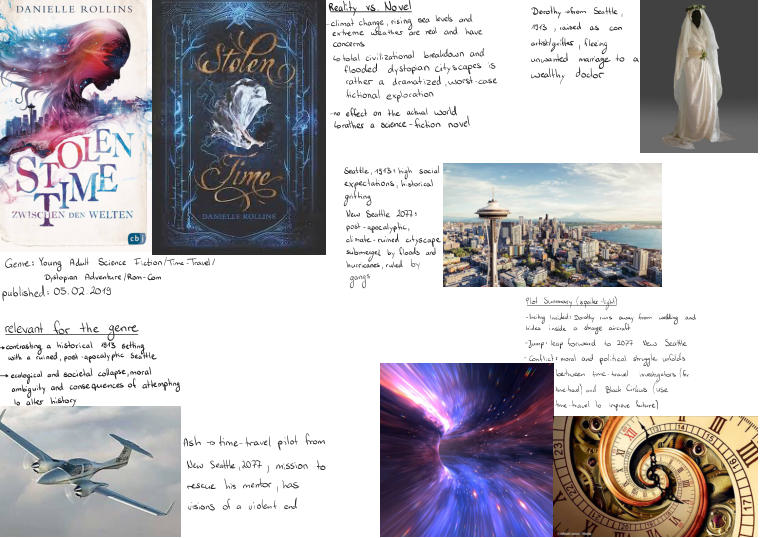 DANIELLE ROLLINS
STOLEN
TIME
ZWISCHEN DEN WELTEN
cbj
Stolen
Time
DANIELLE ROLLINS
Genre: Young Adult Science Fiction/Time-Travel/
Dystopian Adventure/Rom-Com
published: 05.02.2019
relevant for the genre
→contrasting a historical 1913 setting
with a ruined, post-apocalyptic Seattle
→ ecological and societal collapse, moral
ambiguity and consequences of attempting
to alter history
Ash → time-travel pilot from
New Seattle, 2077, mission to
rescue his mentor, has
visions of a violent end
Reality vs. Novel
-climat change, rising sea levels and
extreme weather are real and have
concerns
↳total civilizational breakdown and
flooded dystopian cityscapes is
rather a dramatized, worst-case
fictional exploration
-no effect on the actual world
↳rather a science-fiction novel
Seattle, 1913: high social
expectations, historical
grifting
New Seattle 2077:
post-apocalyptic,
climate-ruined cityscape,
submerged by floods and
hurricanes, ruled by
gangs
Dorothy→from Seattle,
1913, raised as con
artist/grifter, fleeing
unwanted mariage to a
wealthy doctor
Plot Summary (spoiler-light)
-Inciting Incident: Dorothy runs away from wedding and
hides inside a strage aircraft
-Jump: leap forward to 2077 New Seattle
-Conflict: moral and political struggle unfolds
between time-travel investigators (for
and Black Cirkus (use
time-travel to improve future)